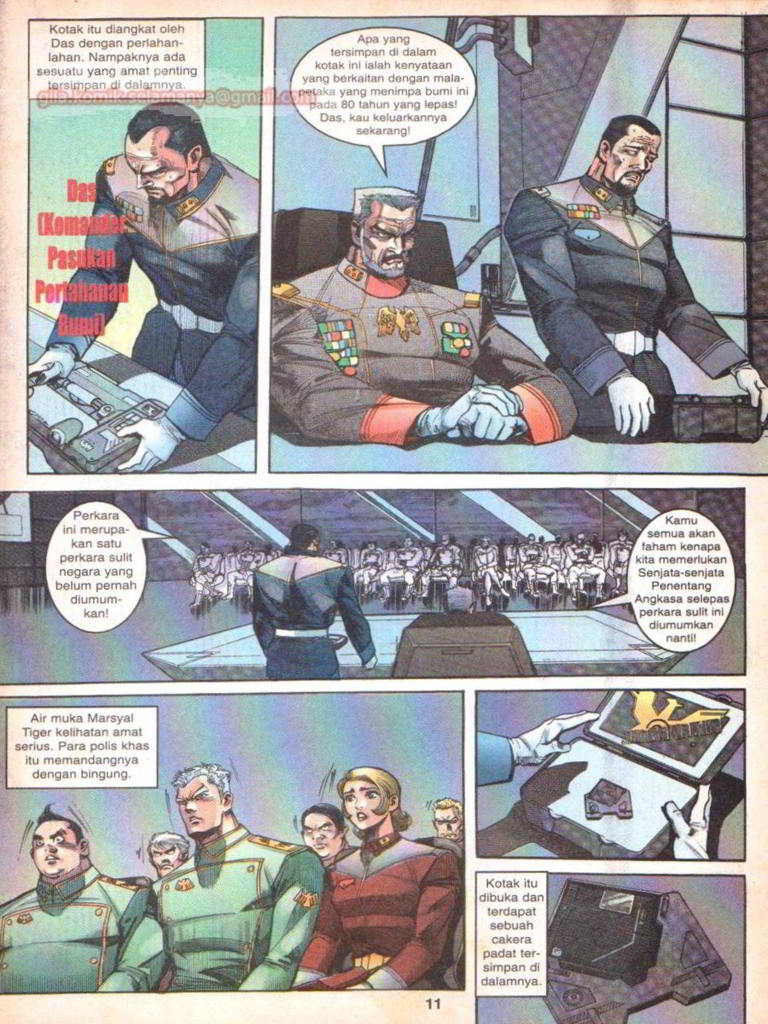 Kotak itu diangkat oleh
Das dengan perlahan-
lahan. Nampaknya ada
sesuatu yang amat penting
tersimpan di dalamnya.
gila.komik.selamanya@gmail.com
Das
(Komander
Pasukan
Pertahanan
Bumi)
Apa yang
tersimpan di dalam
kotak ini ialah kenyataan
yang berkaitan dengan mala-
petaka yang menimpa bumi ini
pada 80 tahun yang lepas!
Das, kau keluarkannya
sekarang!
Perkara
ini merupa-
kan satu
perkara sulit
negara yang
belum pernah
diumum-
kan!
Kamu
semua akan
faham kenapa
kita memerlukan
Senjata-senjata
Penentang
Angkasa selepas
perkara sulit ini
diumumkan
nanti!
Air muka Marsyal
Tiger kelihatan amat
serius. Para polis khas
itu memandangnya
dengan bingung.
Kotak itu
dibuka dan
terdapat
sebuah
cakera
padat ter-
simpan di
dalamnya.
11